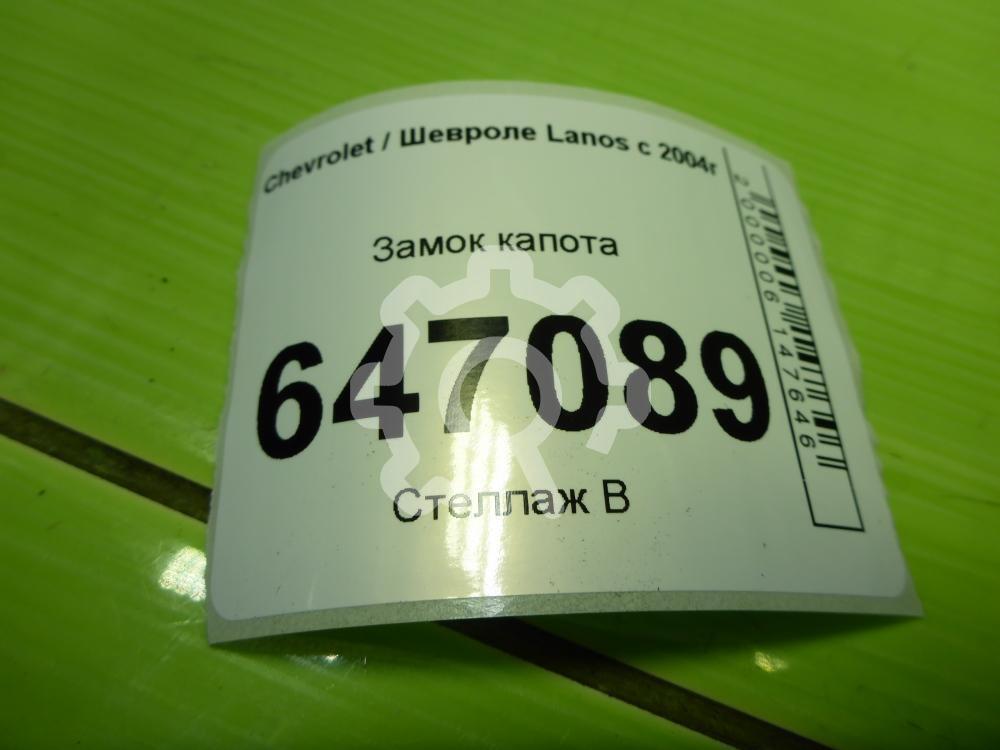 Chevrolet / Шевроле Lanos с 2004г
Замок капота
647089
Стеллаж В
2000006147646